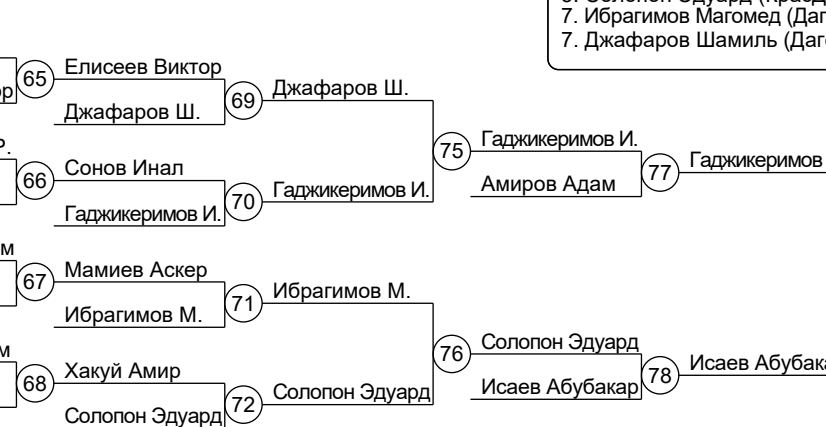 7. Ибрагимов Магомед
7. Джафаров Шамиль
65
Елисеев Виктор
Джафаров Ш.
69
Джафаров Ш.
66
Сонов Инал
Гаджикеримов И.
70
Гаджикеримов И.
75
Гаджикеримов И.
Амиров Адам
77
Гаджикеримов
67
Мамиев Аскер
Ибрагимов М.
71
Ибрагимов М.
68
Хакуй Амир
Солопон Эдуард
72
Солопон Эдуард
76
Солопон Эдуард
Исаев Абубакар
78
Исаев